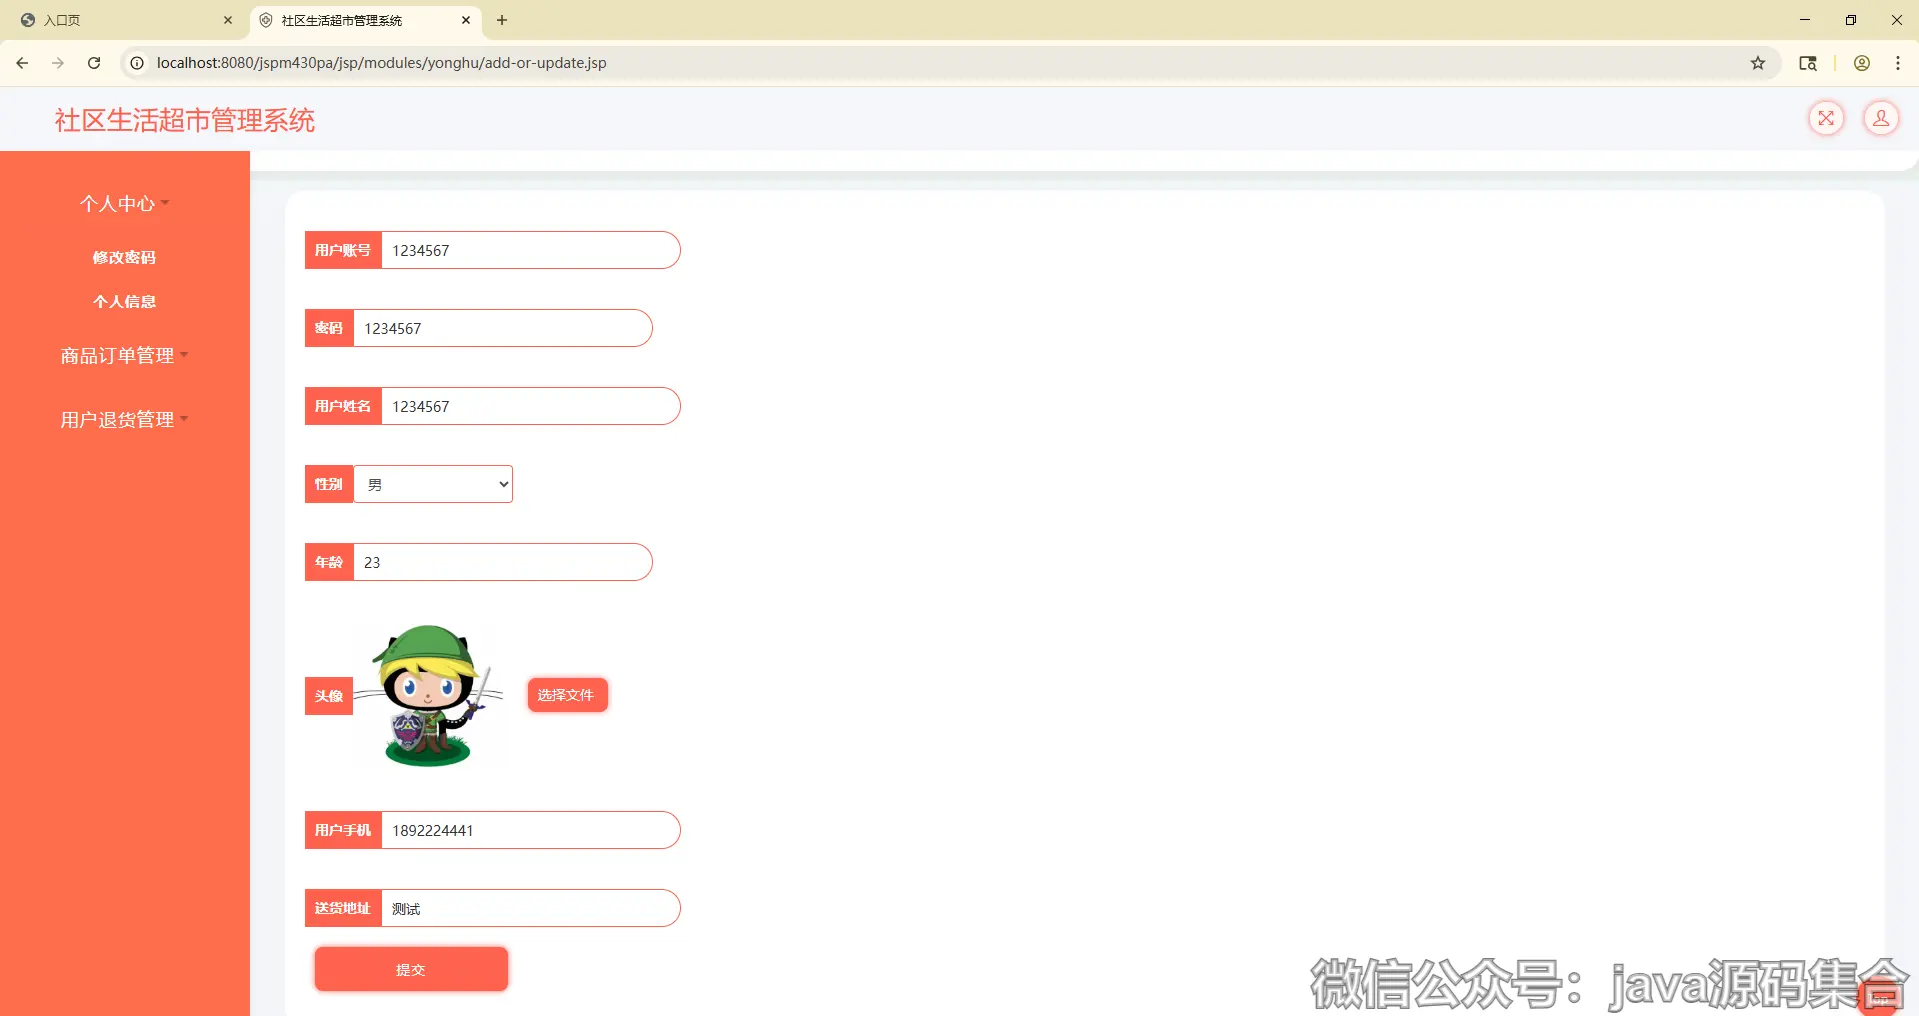 入口页
社区生活超市管理系统
localhost:8080/jspm430pa/jsp/modules/yonghu/add-or-update.jsp
社区生活超市管理系统
个人中心
修改密码
个人信息
商品订单管理
用户退货管理
用户账号 1234567
密码 1234567
用户姓名 1234567
性别 男
年龄 23
头像 选择文件
用户手机 1892224441
送货地址 测试
提交
微信公众号：java源码集合
Top